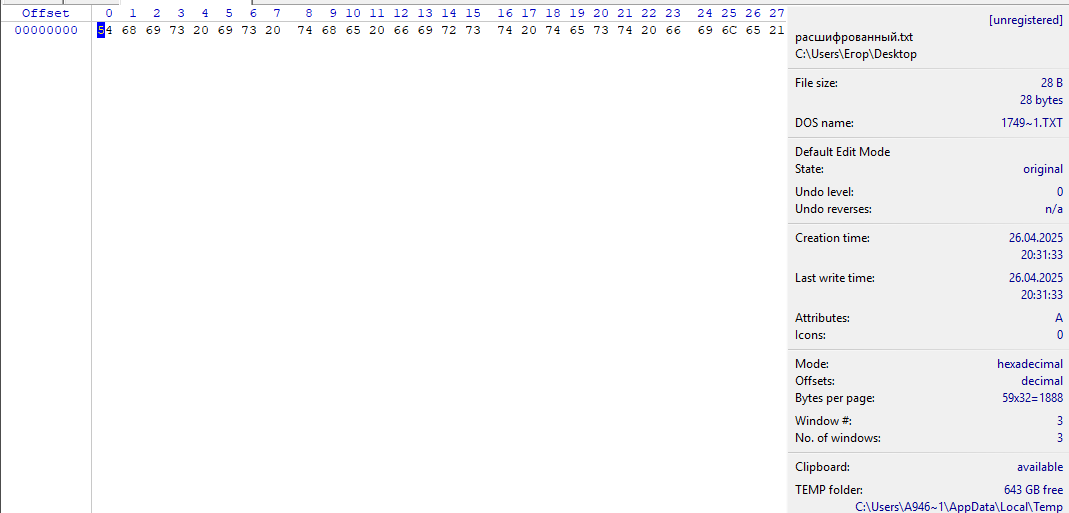 Offset 0 1 2 3 4 5 6 7 8 9 10 11 12 13 14 15 16 17 18 19 20 21 22 23 24 25 26 27
00000000 54 68 69 73 20 69 73 20 74 68 65 20 66 69 72 73 74 20 74 65 73 74 20 66 69 6C 65 21
[unregistered]
расшифрованный.txt
C:\Users\Егор\Desktop
File size: 28 B
28 bytes
DOS name: 1749~1.TXT
Default Edit Mode
State: original
Undo level: 0
Undo reverses: n/a
Creation time: 26.04.2025
20:31:33
Last write time: 26.04.2025
20:31:33
Attributes: A
Icons: 0
Mode: hexadecimal
Offsets: decimal
Bytes per page: 59x32=1888
Window #: 3
No. of windows: 3
Clipboard: available
TEMP folder: 643 GB free
C:\Users\A946~1\AppData\Local\Temp